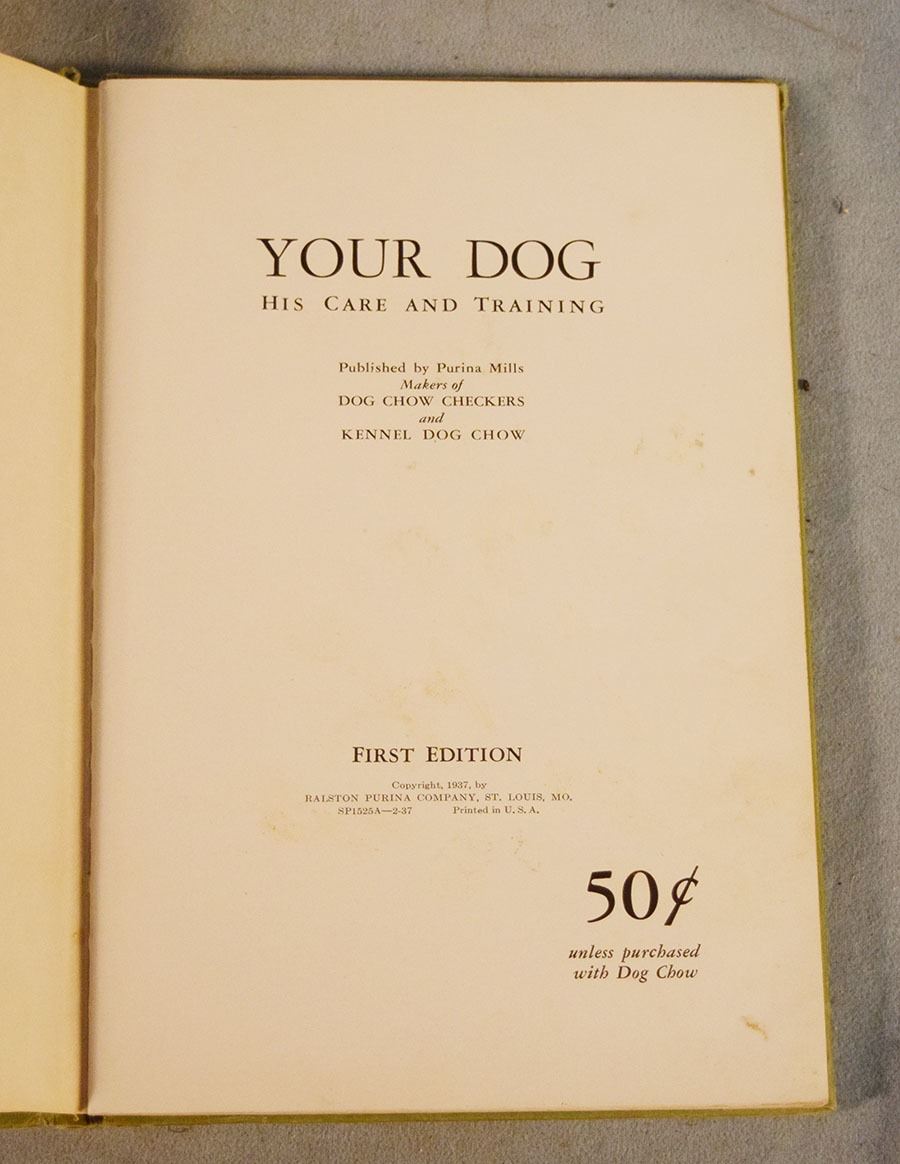 YOUR DOG
HIS CARE AND TRAINING
Published by Purina Mills
Makers of
DOG CHOW CHECKERS
and
KENNEL DOG CHOW
FIRST EDITION
Copyright, 1937, by
RALSTON PURINA COMPANY, ST. LOUIS, MO.
SP1525A—2-37 Printed in U. S. A.
50¢
unless purchased
with Dog Chow